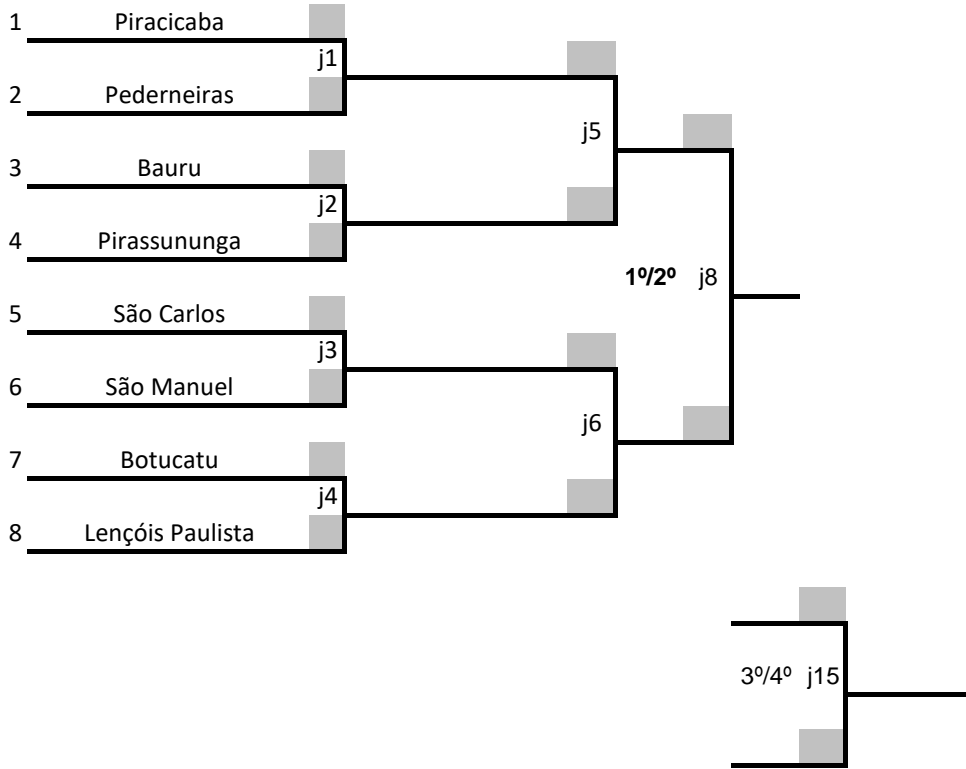 1 Piracicaba
j1
2 Pederneiras
j5
3 Bauru
j2
4 Pirassununga
1º/2º j8
5 São Carlos
j3
6 São Manuel
j6
7 Botucatu
j4
8 Lençóis Paulista
3º/4º j15